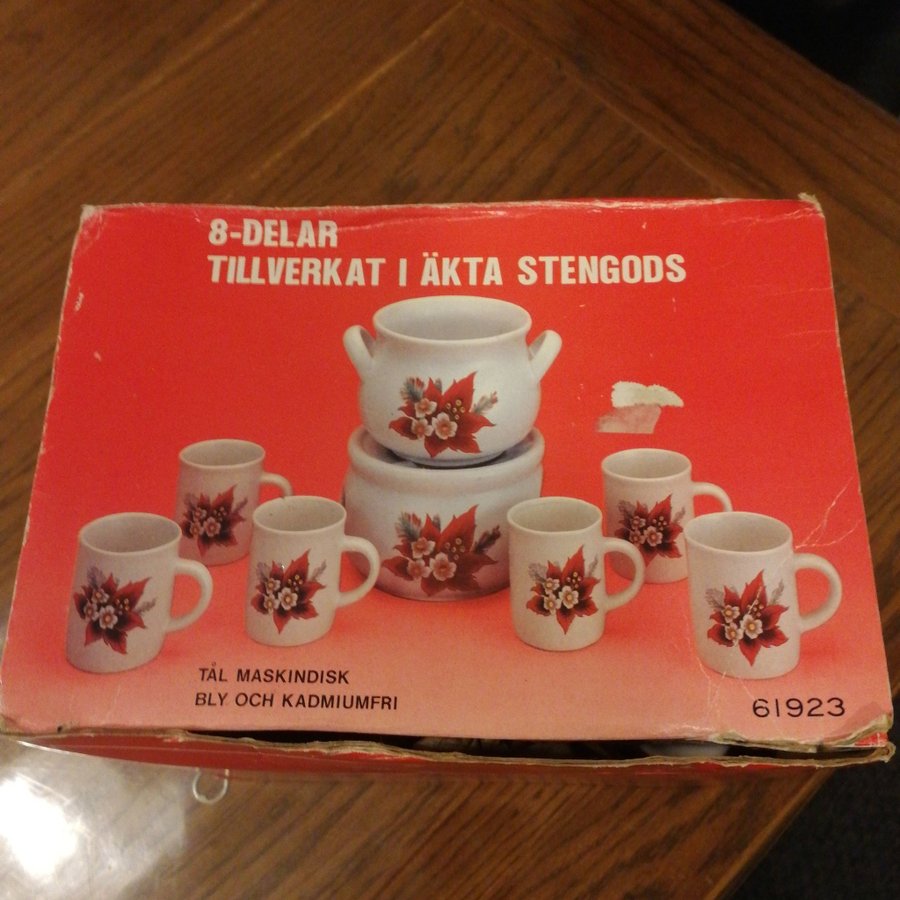 8-DELAR
TILLVERKAT I ÄKTA STENGODS
TÅL MASKINDISK
BLY OCH KADMIUMFRI
61923